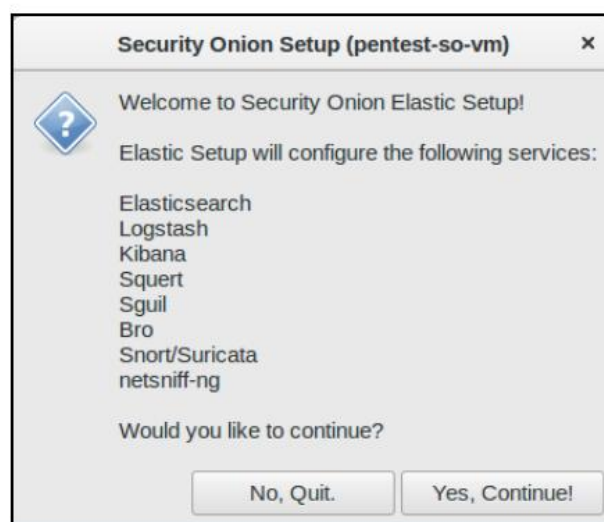 Security Onion Setup (pentest-so-vm) ×
?
Welcome to Security Onion Elastic Setup!
Elastic Setup will configure the following services:
Elasticsearch
Logstash
Kibana
Squert
Sguil
Bro
Snort/Suricata
netsniff-ng
Would you like to continue?
No, Quit. Yes, Continue!